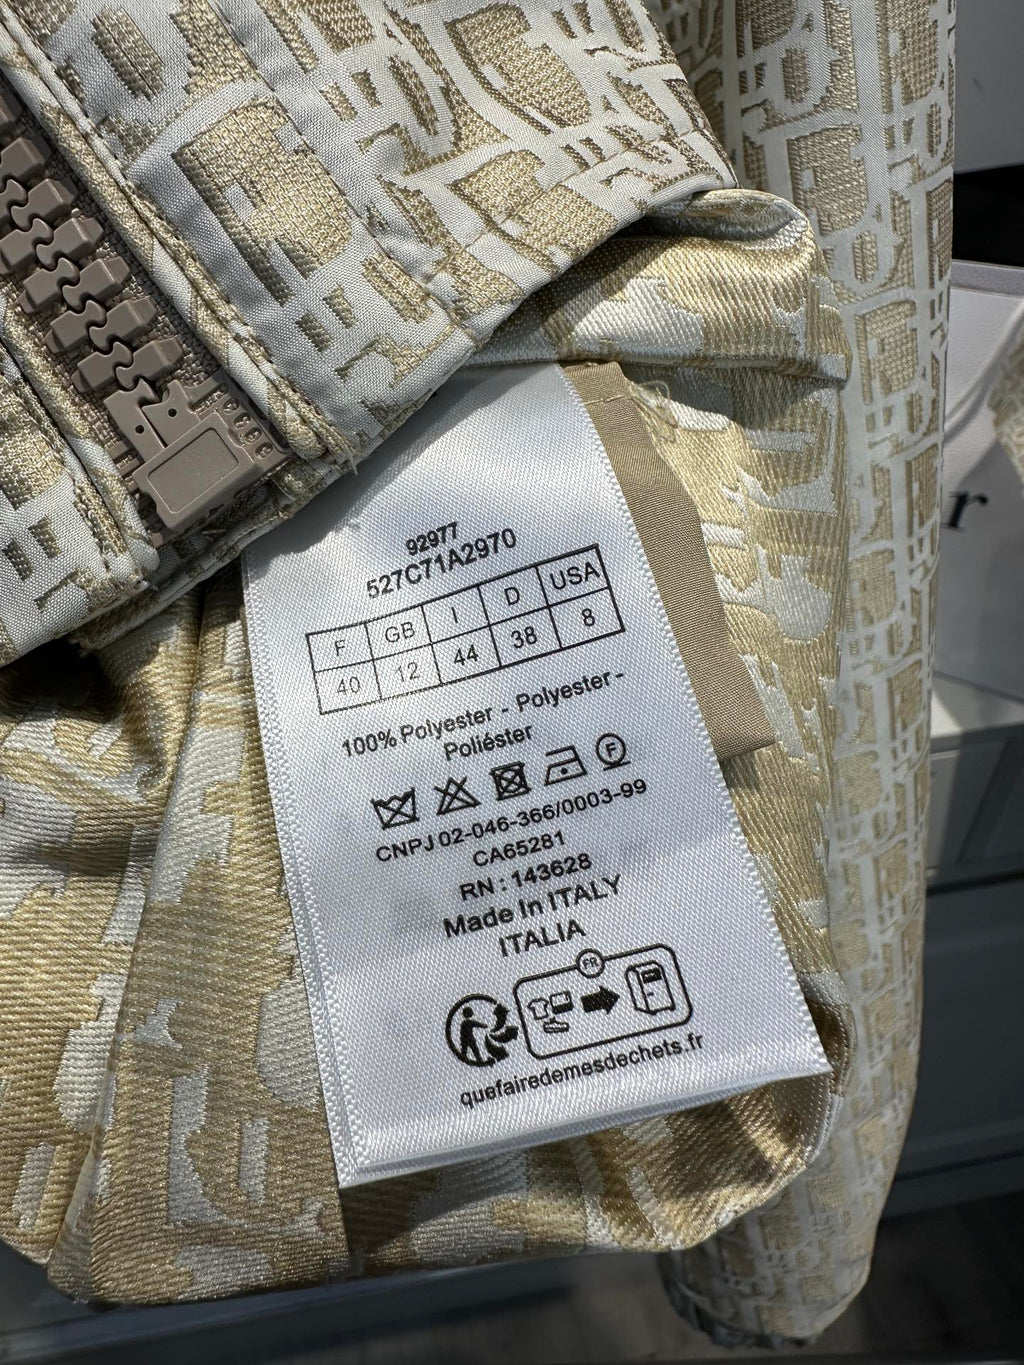 92977
527C71A2970
F GB I D USA
40 12 44 38 8
100% Polyester - Polyester -
Poliéster
F
CNPJ 02-046-366/0003-99
CA65281
RN : 143628
Made In ITALY
ITALIA
FR
quefairedemesdechets.fr
r